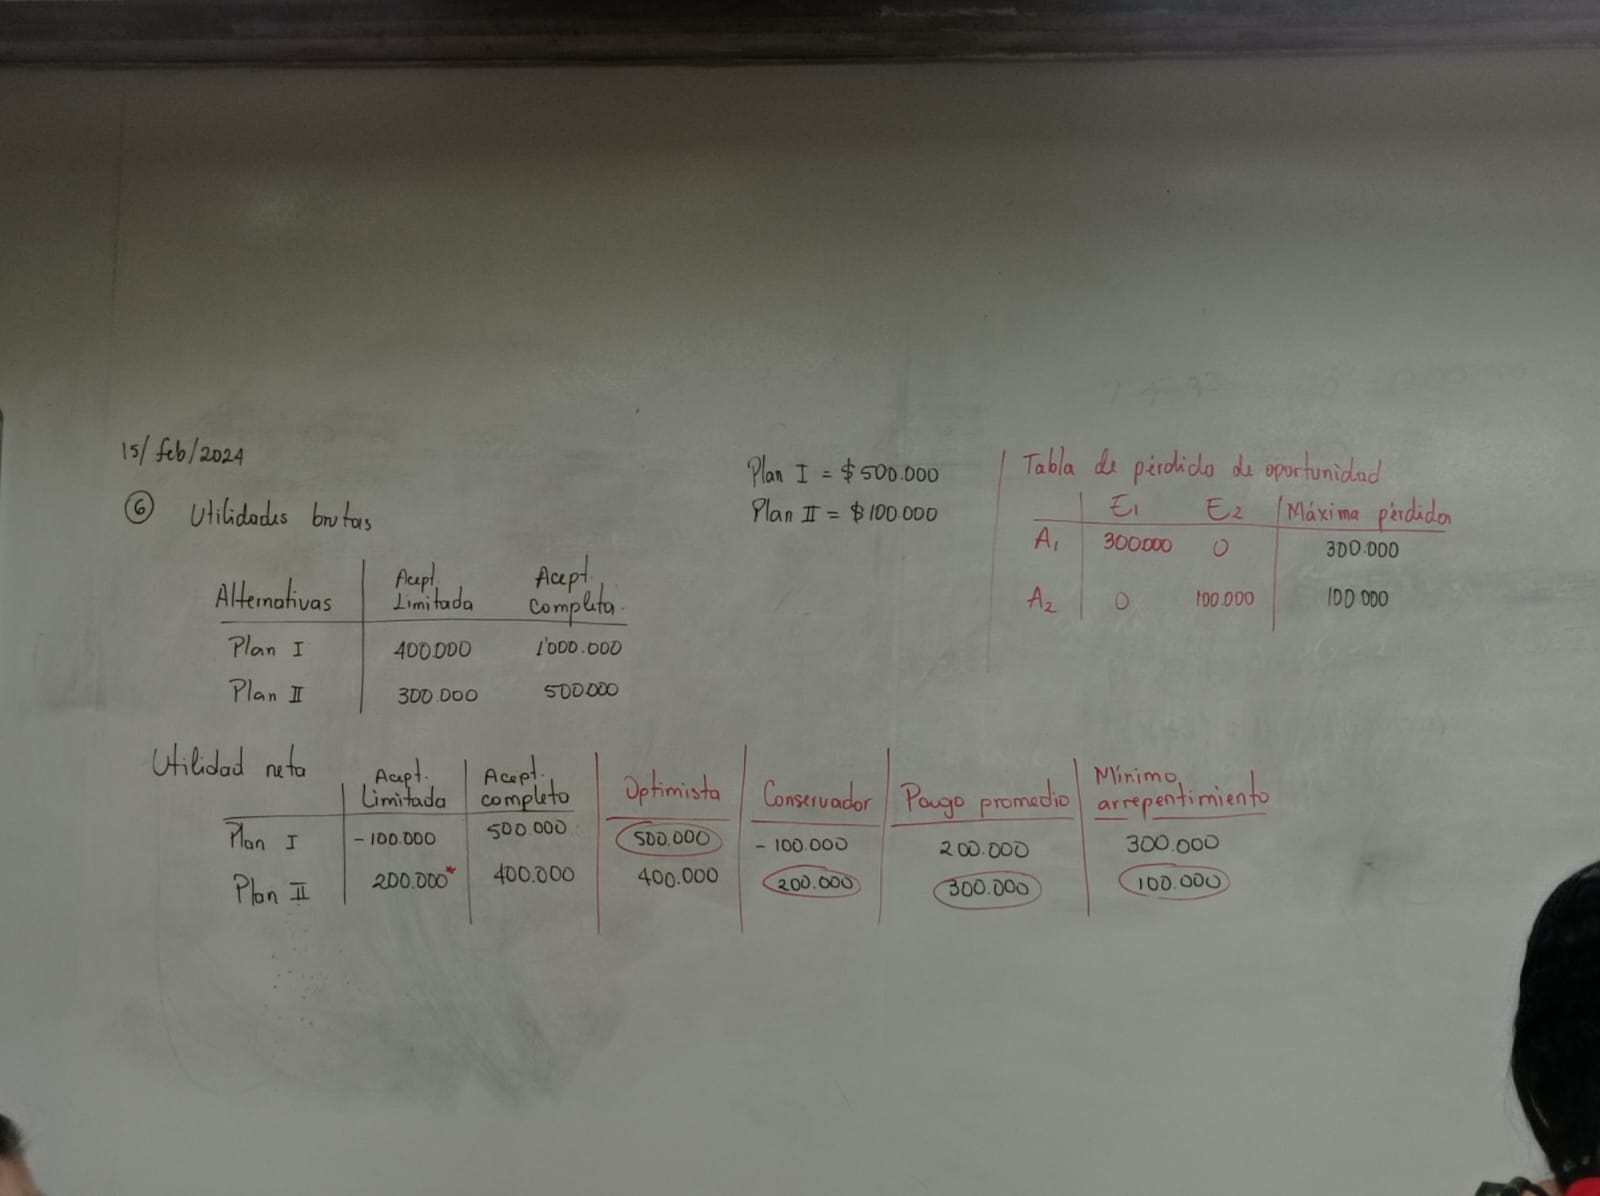 15/feb/2024
⑥ Utilidades brutas
Alternativas Acept. Limitada Acept. completa.
Plan I 400.000 1'000.000
Plan II 300.000 500.000
Plan I = $500.000
Plan II = $100.000
Tabla de pérdida de oportunidad
E1 E2 Máxima pérdida
A1 300.000 0 300.000
A2 0 100.000 100.000
Utilidad neta
Acept. Limitada Acept. completo Optimista Conservador Pago promedio Mínimo arrepentimiento
Plan I -100.000 500.000 500.000 -100.000 200.000 300.000
Plan II 200.000* 400.000 400.000 200.000 300.000 100.000